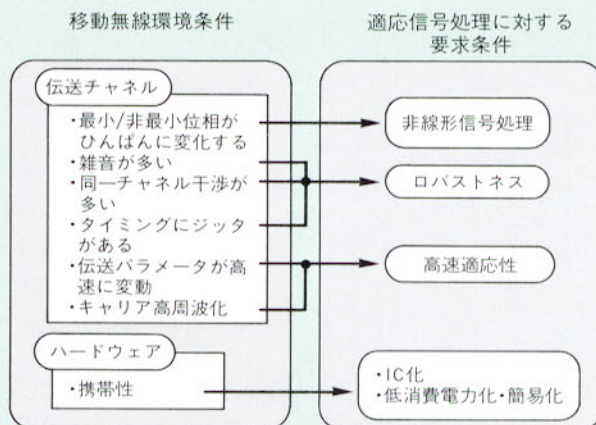 移動無線環境条件
適応信号処理に対する
要求条件
伝送チャネル
・最小/非最小位相が
ひんぱんに変化する
・雑音が多い
・同一チャネル干渉が
多い
・タイミングにジッタ
がある
・伝送パラメータが高
速に変動
・キャリア高周波化
ハードウェア
・携帯性
非線形信号処理
ロバストネス
高速適応性
・IC化
・低消費電力化・簡易化